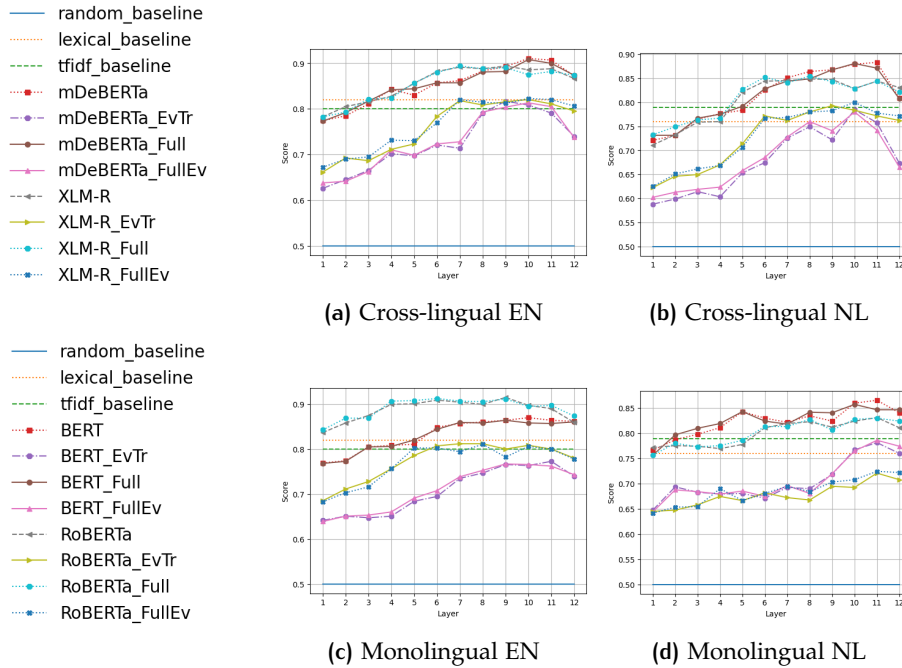 random_baseline
lexical_baseline
tfidf_baseline
mDeBERTa
mDeBERTa_EvTr
mDeBERTa_Full
mDeBERTa_FullEv
XLM-R
XLM-R_EvTr
XLM-R_Full
XLM-R_FullEv
0.9
0.8
0.7
0.6
0.5
Score
1 2 3 4 5 6 7 8 9 10 11 12
Layer
(a) Cross-lingual EN
0.90
0.85
0.80
0.75
0.70
0.65
0.60
0.55
0.50
Score
1 2 3 4 5 6 7 8 9 10 11 12
Layer
(b) Cross-lingual NL
random_baseline
lexical_baseline
tfidf_baseline
BERT
BERT_EvTr
BERT_Full
BERT_FullEv
RoBERTa
RoBERTa_EvTr
RoBERTa_Full
RoBERTa_FullEv
0.9
0.8
0.7
0.6
0.5
Score
1 2 3 4 5 6 7 8 9 10 11 12
Layer
(c) Monolingual EN
0.85
0.80
0.75
0.70
0.65
0.60
0.55
0.50
Score
1 2 3 4 5 6 7 8 9 10 11 12
Layer
(d) Monolingual NL